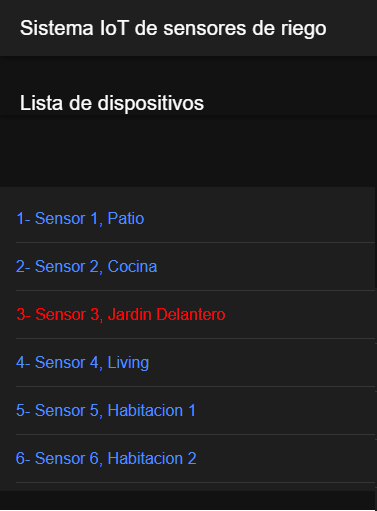 Sistema IoT de sensores de riego
Lista de dispositivos
1- Sensor 1, Patio
2- Sensor 2, Cocina
3- Sensor 3, Jardin Delantero
4- Sensor 4, Living
5- Sensor 5, Habitacion 1
6- Sensor 6, Habitacion 2